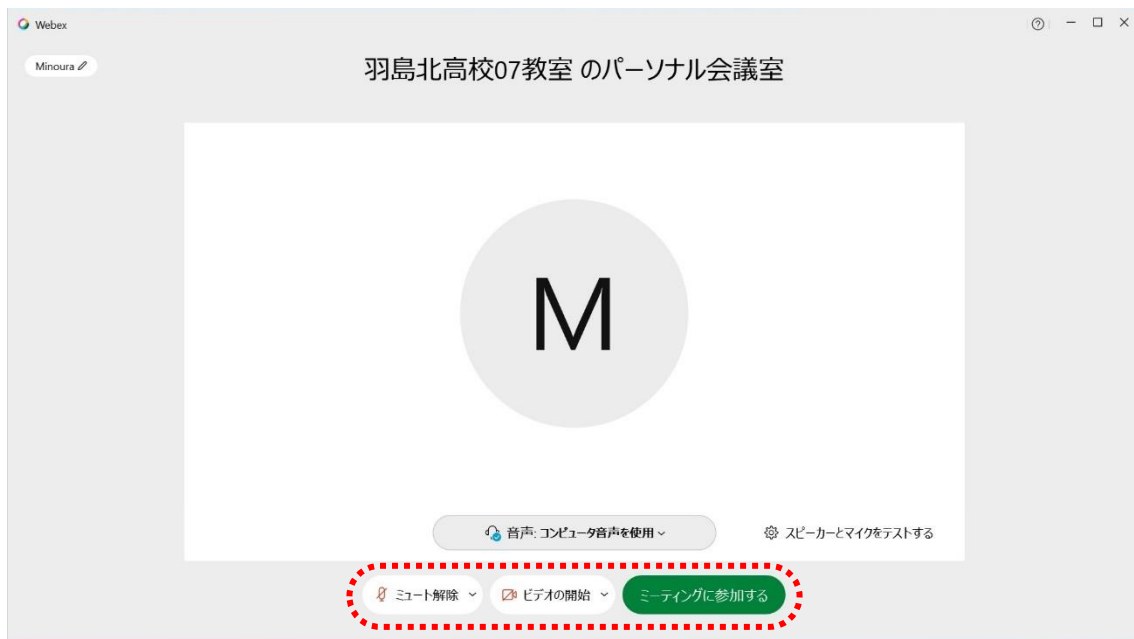 Webex
Minoura
羽島北高校07教室 のパーソナル会議室
M
音声: コンピュータ音声を使用
スピーカーとマイクをテストする
ミュート解除
ビデオの開始
ミーティングに参加する